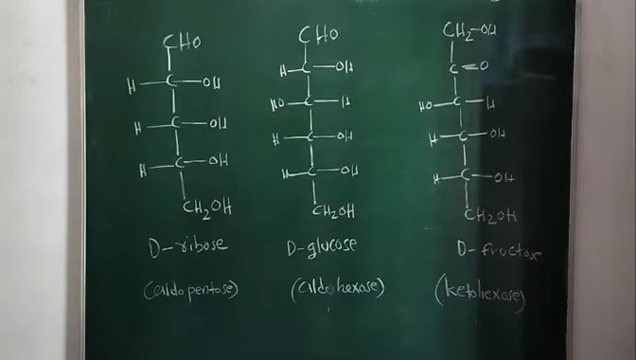 CHO
H-C-OH
H-C-OH
H-C-OH
CH2OH
D-ribose
(aldopentose)
CHO
H-C-OH
HO-C-H
H-C-OH
H-C-OH
CH2OH
D-glucose
(aldohexose)
CH2-OH
C=O
HO-C-H
H-C-OH
H-C-OH
CH2OH
D-fructose
(ketohexose)